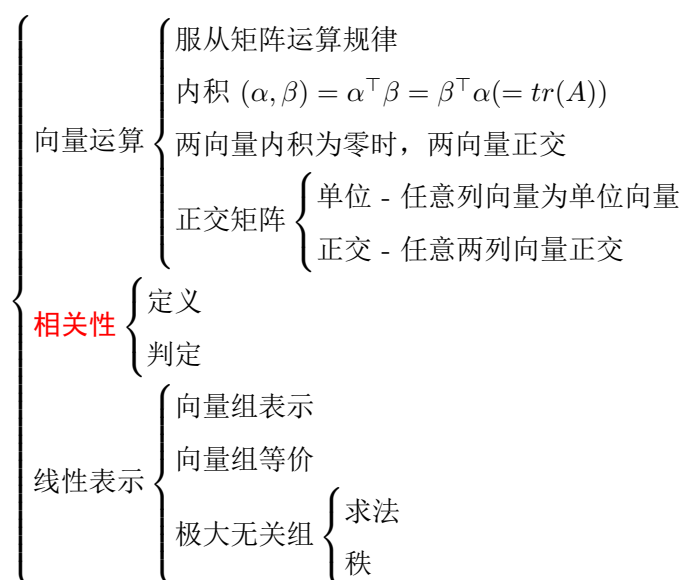 服从矩阵运算规律
内积 (α, β) = α⊤β = β⊤α(= tr(A))
向量运算
两向量内积为零时，两向量正交
单位 - 任意列向量为单位向量
正交矩阵
正交 - 任意两列向量正交
定义
相关性
判定
向量组表示
向量组等价
线性表示
求法
极大无关组
秩